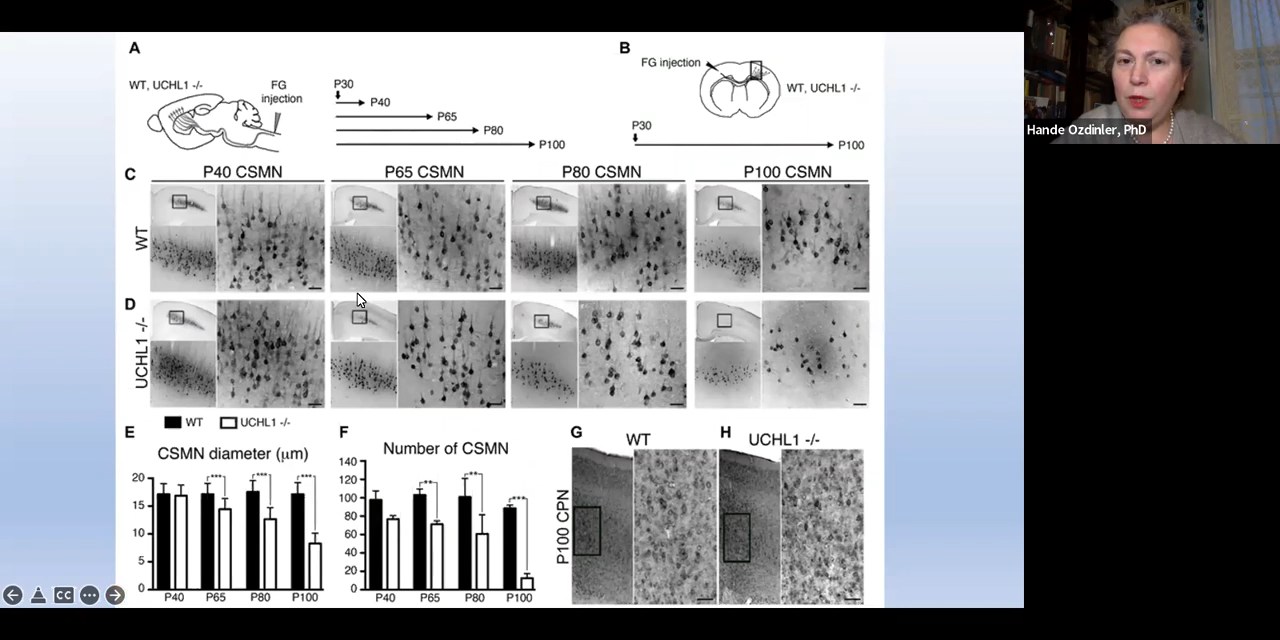 A
B
WT, UCHL1 -/-
FG
injection
P30
P40
P65
P80
P100
FG injection
WT, UCHL1 -/-
P30
P100
Hande Ozdinler, PhD
C
P40 CSMN
P65 CSMN
P80 CSMN
P100 CSMN
WT
D
UCHL1 -/-
WT
UCHL1 -/-
E
CSMN diameter (μm)
20
15
10
5
0
***
***
***
P40
P65
P80
P100
F
Number of CSMN
140
120
100
80
60
40
20
0
**
**
***
P40
P65
P80
P100
G
WT
H
UCHL1 -/-
P100 CPN
CC